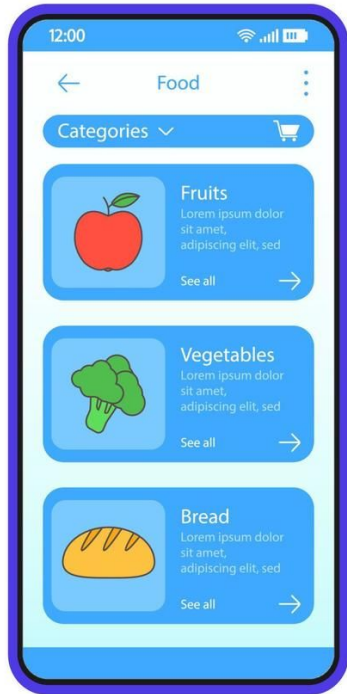 12:00
Food
Categories
Fruits
Lorem ipsum dolor
sit amet,
adipiscing elit, sed
See all
Vegetables
Lorem ipsum dolor
sit amet,
adipiscing elit, sed
See all
Bread
Lorem ipsum dolor
sit amet,
adipiscing elit, sed
See all